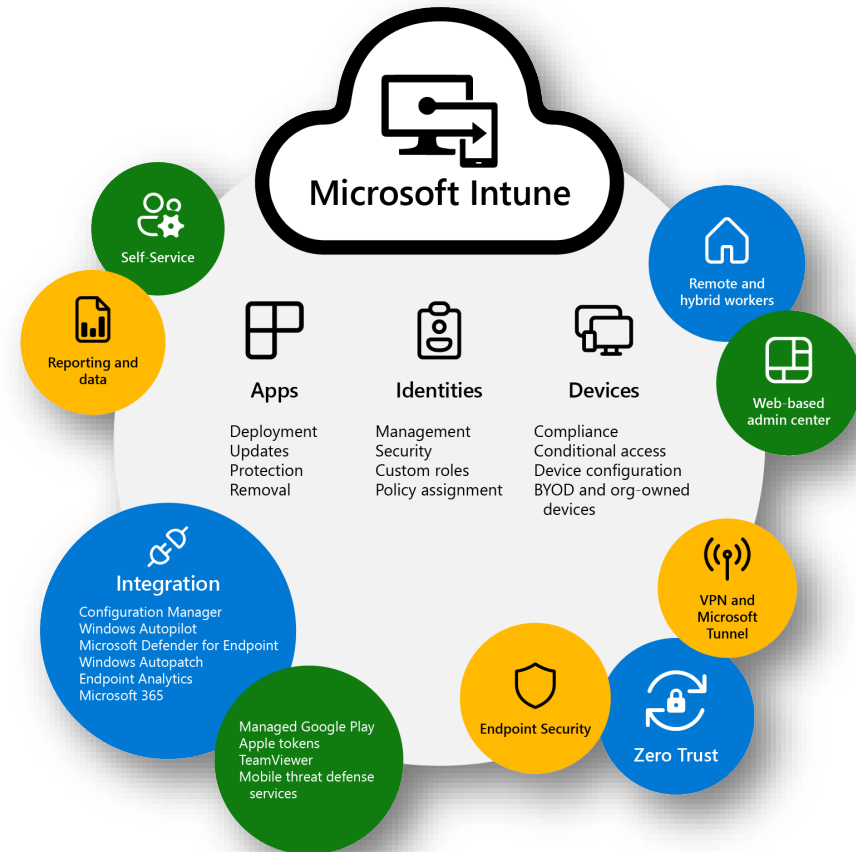 Microsoft Intune
Self-Service
Reporting and
data
Remote and
hybrid workers
Web-based
admin center
Apps
Deployment
Updates
Protection
Removal
Identities
Management
Security
Custom roles
Policy assignment
Devices
Compliance
Conditional access
Device configuration
BYOD and org-owned
devices
Integration
Configuration Manager
Windows Autopilot
Microsoft Defender for Endpoint
Windows Autopatch
Endpoint Analytics
Microsoft 365
Managed Google Play
Apple tokens
TeamViewer
Mobile threat defense
services
VPN and
Microsoft
Tunnel
Endpoint Security
Zero Trust